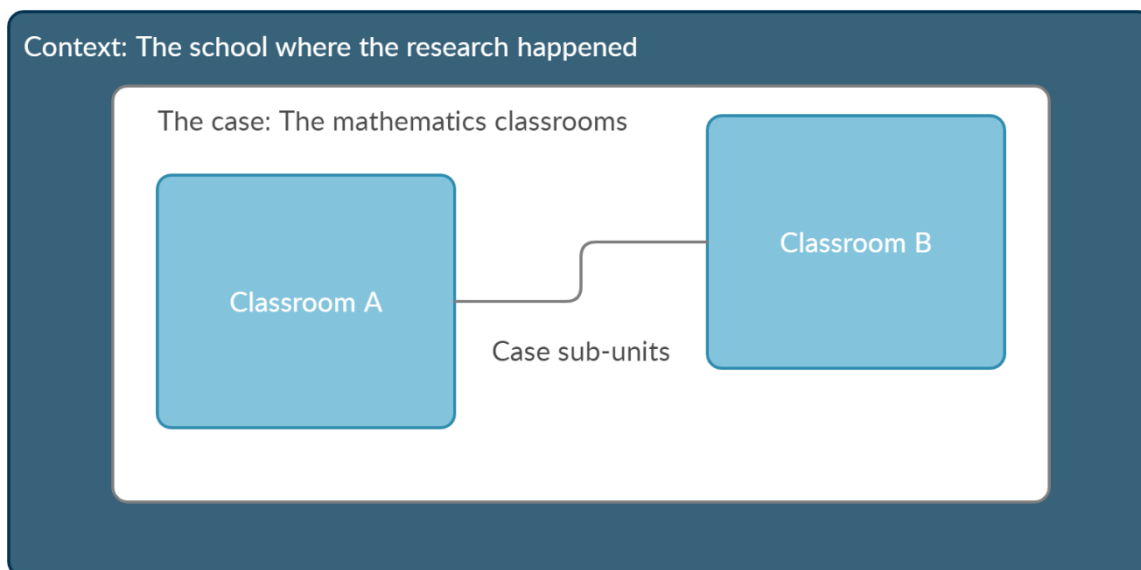 Context: The school where the research happened
The case: The mathematics classrooms
Classroom A
Classroom B
Case sub-units